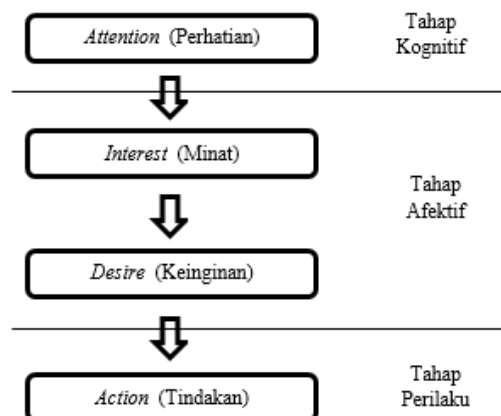 Attention (Perhatian)
Tahap
Kognitif
Interest (Minat)
Tahap
Afektif
Desire (Keinginan)
Action (Tindakan)
Tahap
Perilaku